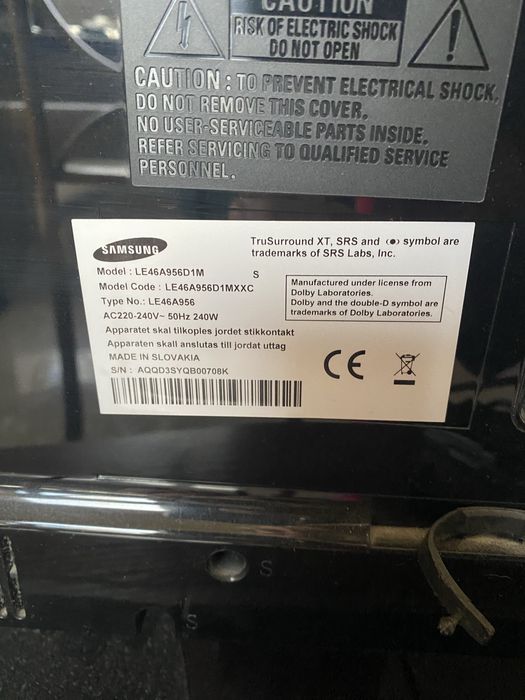 CAUTION
RISK OF ELECTRIC SHOCK
DO NOT OPEN
CAUTION : TO PREVENT ELECTRICAL SHOCK,
DO NOT REMOVE THIS COVER.
NO USER-SERVICEABLE PARTS INSIDE.
REFER SERVICING TO QUALIFIED SERVICE
PERSONNEL.
SAMSUNG
TruSurround XT, SRS and (●) symbol are
trademarks of SRS Labs, Inc.
Model : LE46A956D1M
S
Model Code : LE46A956D1MXXC
Type No.: LE46A956
AC220-240V~ 50Hz 240W
Manufactured under license from
Dolby Laboratories.
Dolby and the double-D symbol are
trademarks of Dolby Laboratories.
Apparatet skal tilkoples jordet stikkontakt
Apparaten skall anslutas till jordat uttag
MADE IN SLOVAKIA
S/N : AQQD3SYQB00708K
CE
S
S